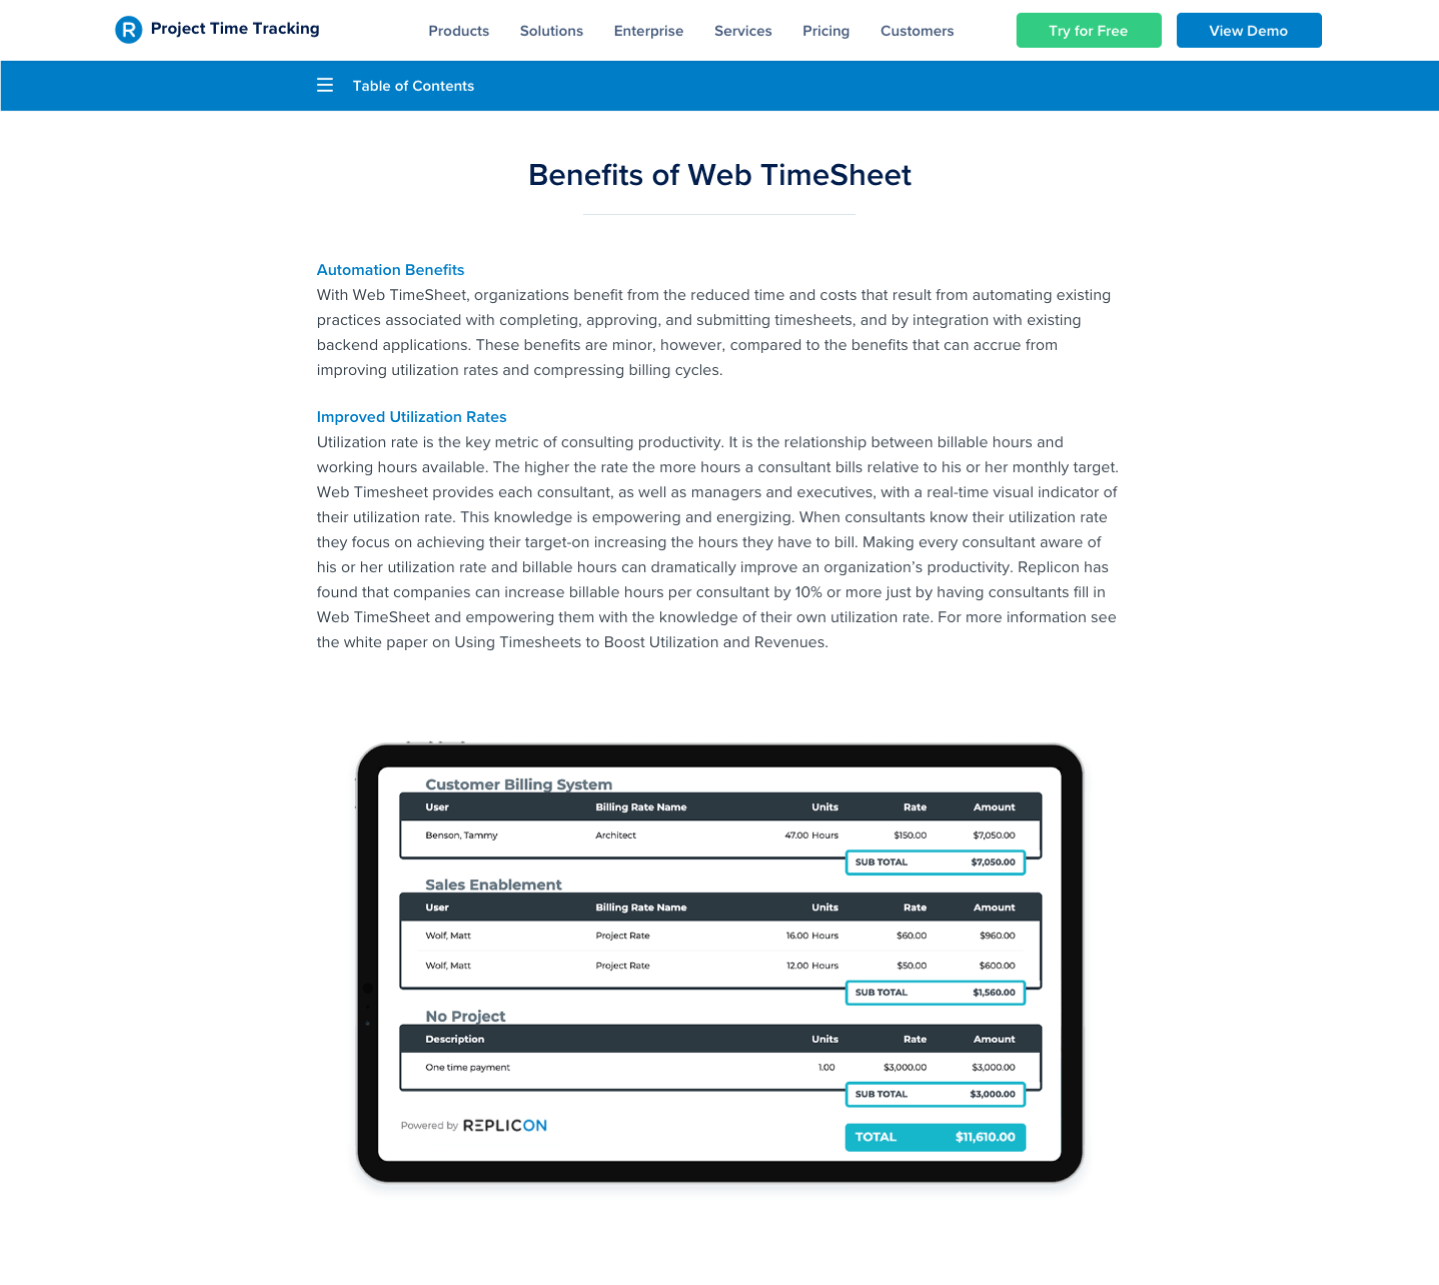 R Project Time Tracking Products Solutions Enterprise Services Pricing Customers Try for Free View Demo
Table of Contents
Benefits of Web TimeSheet
Automation Benefits
With Web TimeSheet, organizations benefit from the reduced time and costs that result from automating existing
practices associated with completing, approving, and submitting timesheets, and by integration with existing
backend applications. These benefits are minor, however, compared to the benefits that can accrue from
improving utilization rates and compressing billing cycles.
Improved Utilization Rates
Utilization rate is the key metric of consulting productivity. It is the relationship between billable hours and
working hours available. The higher the rate the more hours a consultant bills relative to his or her monthly target.
Web Timesheet provides each consultant, as well as managers and executives, with a real-time visual indicator of
their utilization rate. This knowledge is empowering and energizing. When consultants know their utilization rate
they focus on achieving their target-on increasing the hours they have to bill. Making every consultant aware of
his or her utilization rate and billable hours can dramatically improve an organization’s productivity. Replicon has
found that companies can increase billable hours per consultant by 10% or more just by having consultants fill in
Web TimeSheet and empowering them with the knowledge of their own utilization rate. For more information see
the white paper on Using Timesheets to Boost Utilization and Revenues.
Customer Billing System
User Billing Rate Name Units Rate Amount
Benson, Tammy Architect 47.00 Hours $150.00 $7,050.00
SUB TOTAL $7,050.00
Sales Enablement
User Billing Rate Name Units Rate Amount
Wolf, Matt Project Rate 16.00 Hours $60.00 $960.00
Wolf, Matt Project Rate 12.00 Hours $50.00 $600.00
SUB TOTAL $1,560.00
No Project
Description Units Rate Amount
One time payment 1.00 $3,000.00 $3,000.00
SUB TOTAL $3,000.00
Powered by REPLICON
TOTAL $11,610.00